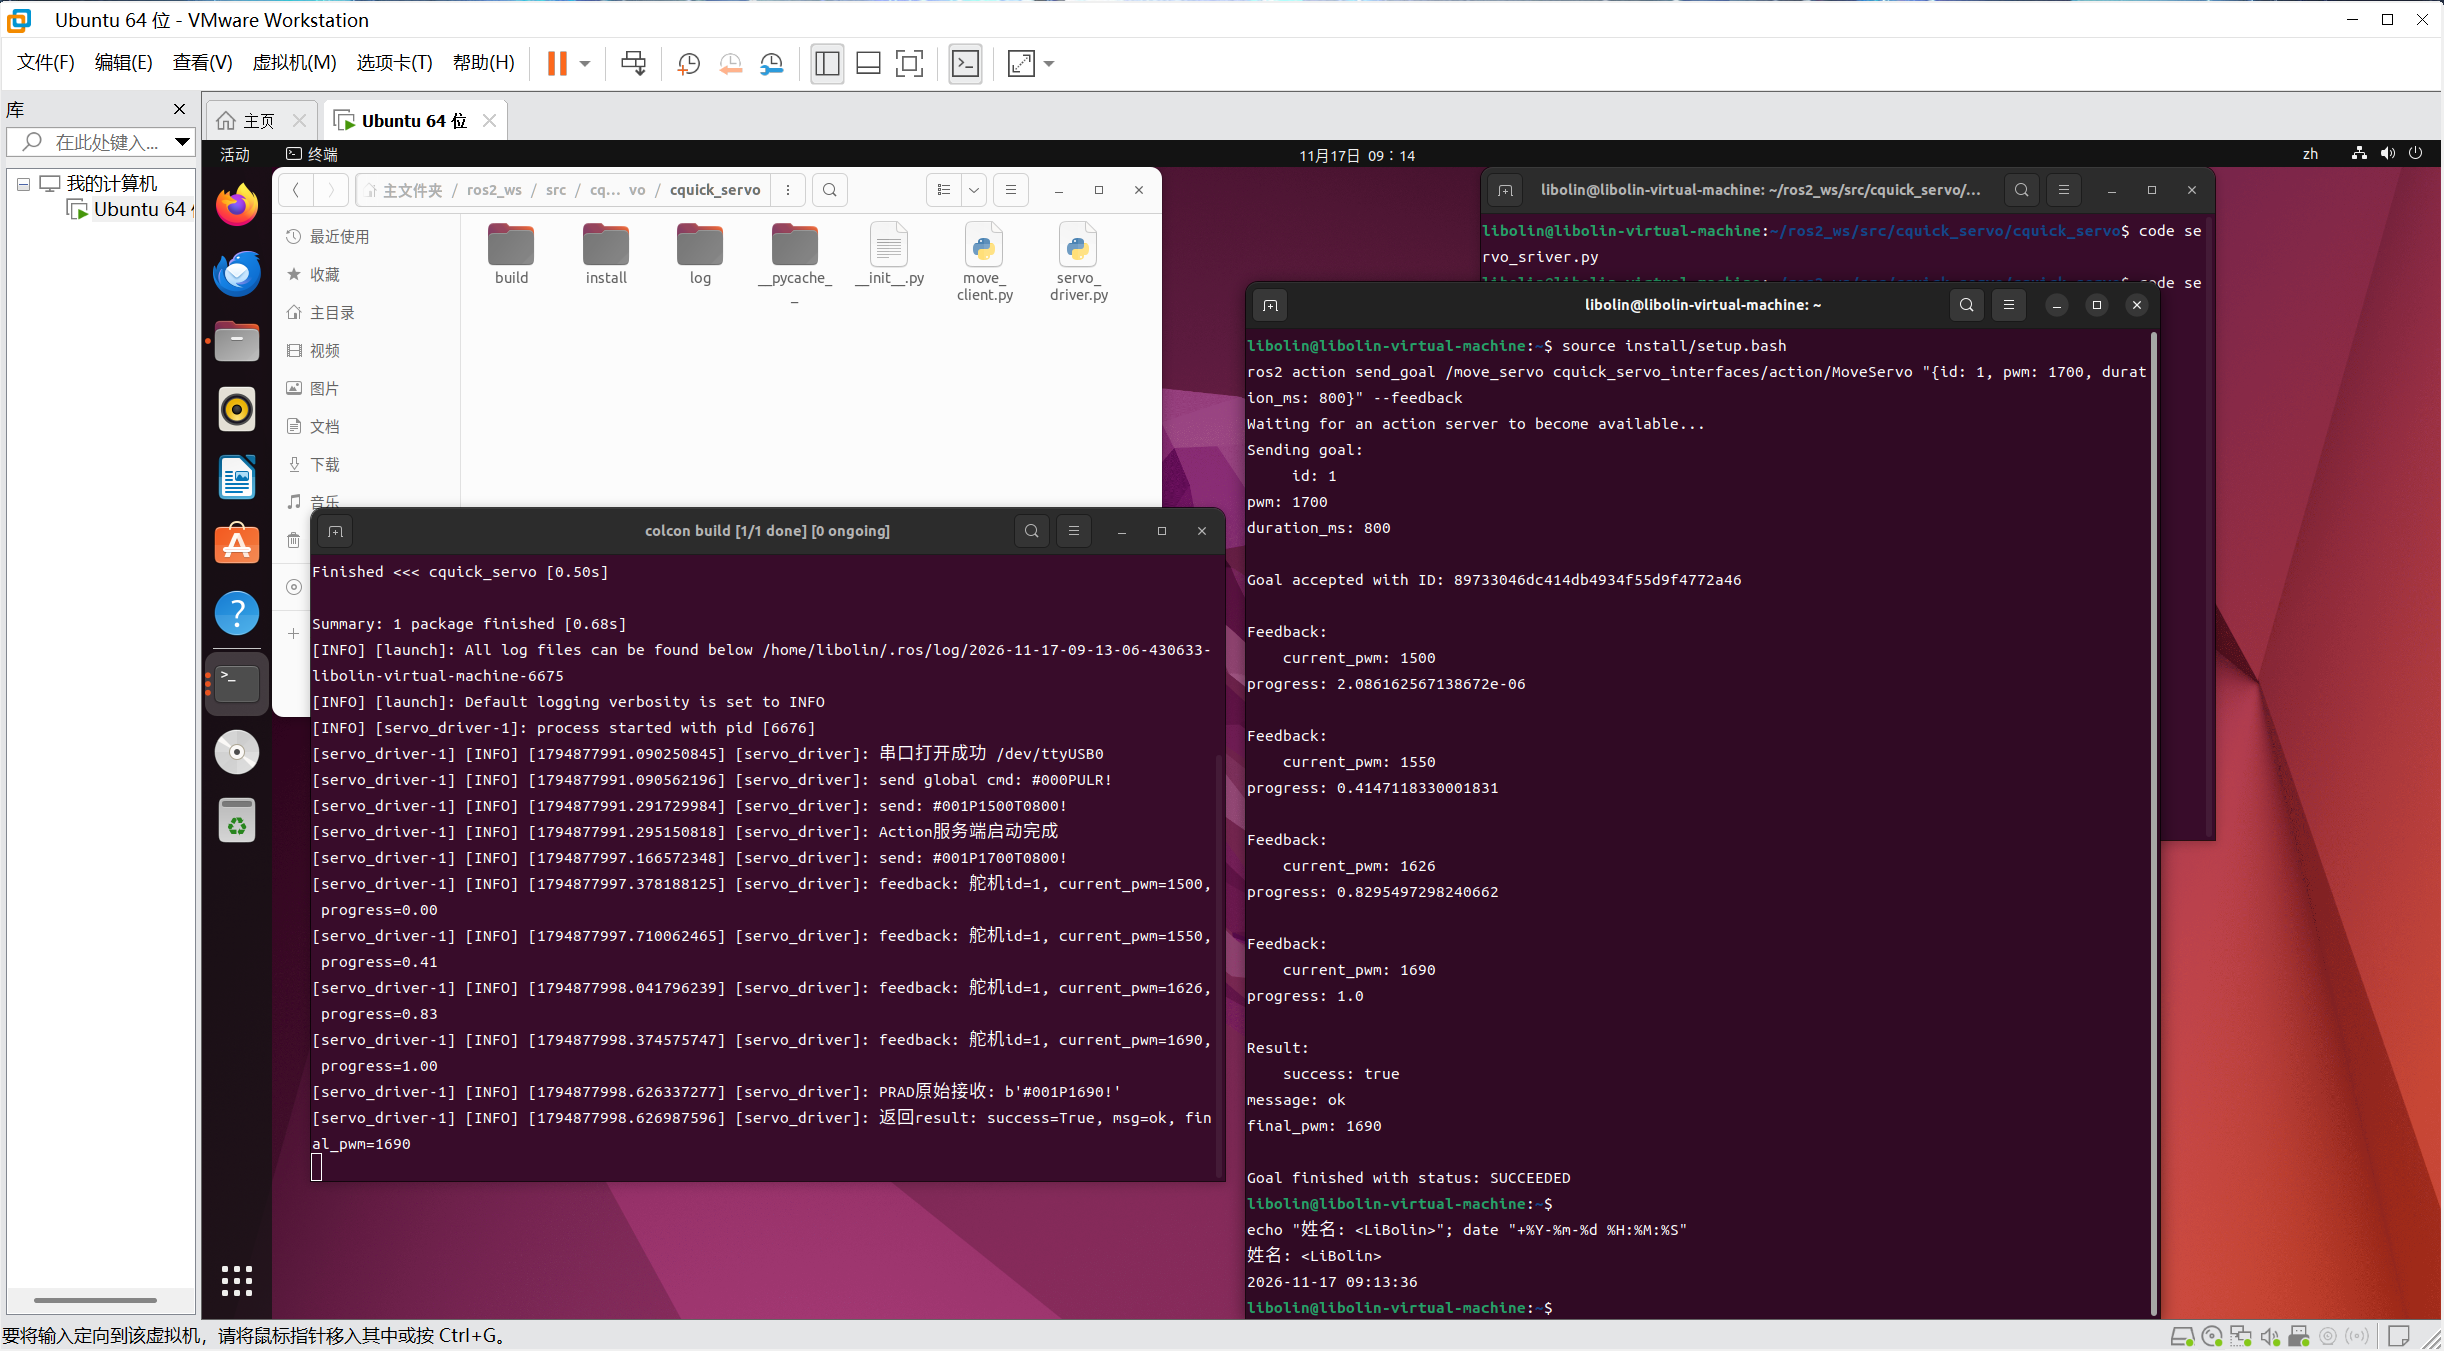 Ubuntu 64 位 - VMware Workstation
文件(F) 编辑(E) 查看(V) 虚拟机(M) 选项卡(T) 帮助(H)
库
在此处键入...
我的计算机
Ubuntu 64
主页
Ubuntu 64 位
活动 终端
11月17日 09：14
zh
主文件夹 / ros2_ws / src / cq... vo / cquick_servo
最近使用
收藏
主目录
视频
图片
文档
下载
音乐
build
install
log
__pycache_
_
__init__.py
move_
client.py
servo_
driver.py
libolin@libolin-virtual-machine: ~/ros2_ws/src/cquick_servo/...
libolin@libolin-virtual-machine:~/ros2_ws/src/cquick_servo/cquick_servo$ code se
rvo_sriver.py
libolin@libolin-virtual-machine:~/ros2_ws/src/cquick_servo/cquick_servo$ code se
colcon build [1/1 done] [0 ongoing]
Finished <<< cquick_servo [0.50s]
Summary: 1 package finished [0.68s]
[INFO] [launch]: All log files can be found below /home/libolin/.ros/log/2026-11-17-09-13-06-430633-
libolin-virtual-machine-6675
[INFO] [launch]: Default logging verbosity is set to INFO
[INFO] [servo_driver-1]: process started with pid [6676]
[servo_driver-1] [INFO] [1794877991.090250845] [servo_driver]: 串口打开成功 /dev/ttyUSB0
[servo_driver-1] [INFO] [1794877991.090562196] [servo_driver]: send global cmd: #000PULR!
[servo_driver-1] [INFO] [1794877991.291729984] [servo_driver]: send: #001P1500T0800!
[servo_driver-1] [INFO] [1794877991.295150818] [servo_driver]: Action服务端启动完成
[servo_driver-1] [INFO] [1794877997.166572348] [servo_driver]: send: #001P1700T0800!
[servo_driver-1] [INFO] [1794877997.378188125] [servo_driver]: feedback: 舵机id=1, current_pwm=1500,
progress=0.00
[servo_driver-1] [INFO] [1794877997.710062465] [servo_driver]: feedback: 舵机id=1, current_pwm=1550,
progress=0.41
[servo_driver-1] [INFO] [1794877998.041796239] [servo_driver]: feedback: 舵机id=1, current_pwm=1626,
progress=0.83
[servo_driver-1] [INFO] [1794877998.374575747] [servo_driver]: feedback: 舵机id=1, current_pwm=1690,
progress=1.00
[servo_driver-1] [INFO] [1794877998.626337277] [servo_driver]: PRAD原始接收: b'#001P1690!'
[servo_driver-1] [INFO] [1794877998.626987596] [servo_driver]: 返回result: success=True, msg=ok, fin
al_pwm=1690
libolin@libolin-virtual-machine: ~
libolin@libolin-virtual-machine:~$ source install/setup.bash
ros2 action send_goal /move_servo cquick_servo_interfaces/action/MoveServo "{id: 1, pwm: 1700, durat
ion_ms: 800}" --feedback
Waiting for an action server to become available...
Sending goal:
id: 1
pwm: 1700
duration_ms: 800
Goal accepted with ID: 89733046dc414db4934f55d9f4772a46
Feedback:
current_pwm: 1500
progress: 2.086162567138672e-06
Feedback:
current_pwm: 1550
progress: 0.4147118330001831
Feedback:
current_pwm: 1626
progress: 0.8295497298240662
Feedback:
current_pwm: 1690
progress: 1.0
Result:
success: true
message: ok
final_pwm: 1690
Goal finished with status: SUCCEEDED
libolin@libolin-virtual-machine:~$
echo "姓名: <LiBolin>"; date "+%Y-%m-%d %H:%M:%S"
姓名: <LiBolin>
2026-11-17 09:13:36
libolin@libolin-virtual-machine:~$
要将输入定向到该虚拟机，请将鼠标指针移入其中或按 Ctrl+G。